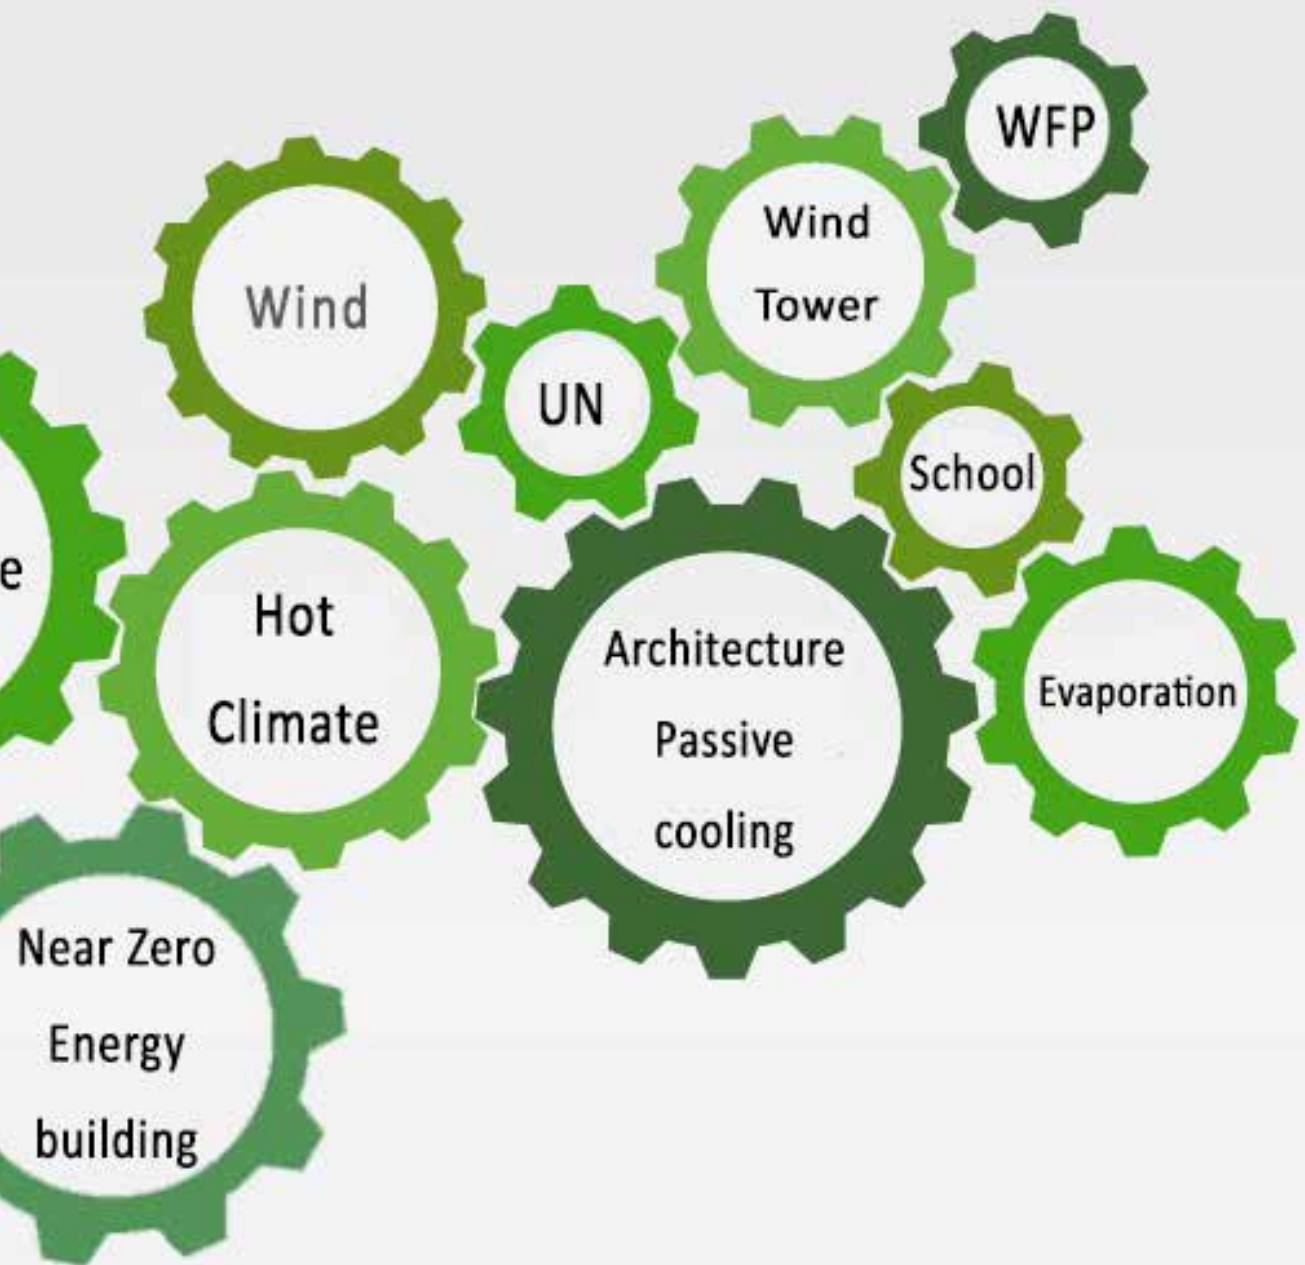 WFP
Wind
Tower
Wind
UN
School
e
Hot
Climate
Architecture
Passive
cooling
Evaporation
Near Zero
Energy
building